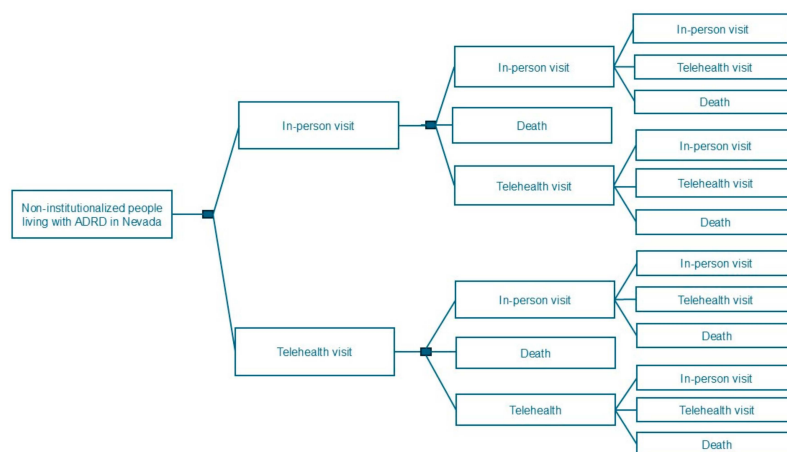 Non-institutionalized people
living with ADRD in Nevada
In-person visit
Telehealth visit
In-person visit
Death
Telehealth visit
In-person visit
Death
Telehealth
In-person visit
Telehealth visit
Death
In-person visit
Telehealth visit
Death
In-person visit
Telehealth visit
Death
In-person visit
Telehealth visit
Death